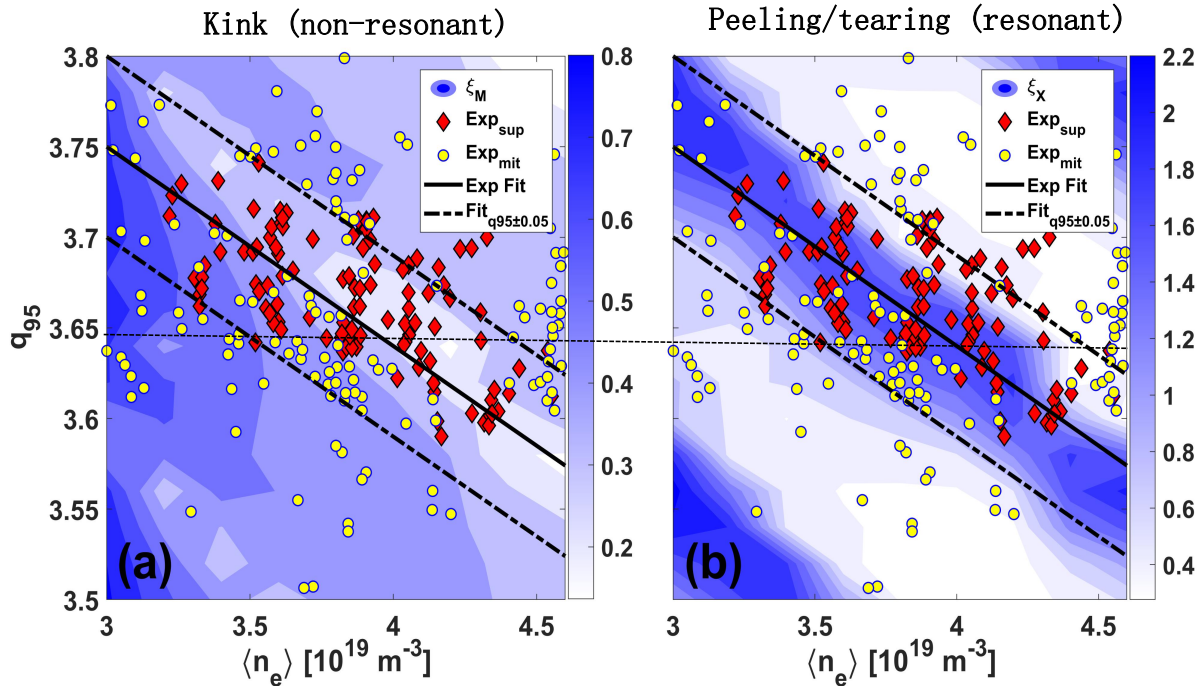 Kink (non-resonant)
Peeling/tearing (resonant)
3.8
3.75
3.7
3.65
3.6
3.55
3.5
q95
ξM
Expsup
Expmit
Exp Fit
Fitq95±0.05
(a)
3 3.5 4 4.5
⟨ne⟩ [10^19 m^-3]
0.8
0.7
0.6
0.5
0.4
0.3
0.2
ξX
Expsup
Expmit
Exp Fit
Fitq95±0.05
(b)
3 3.5 4 4.5
⟨ne⟩ [10^19 m^-3]
2.2
2
1.8
1.6
1.4
1.2
1
0.8
0.6
0.4